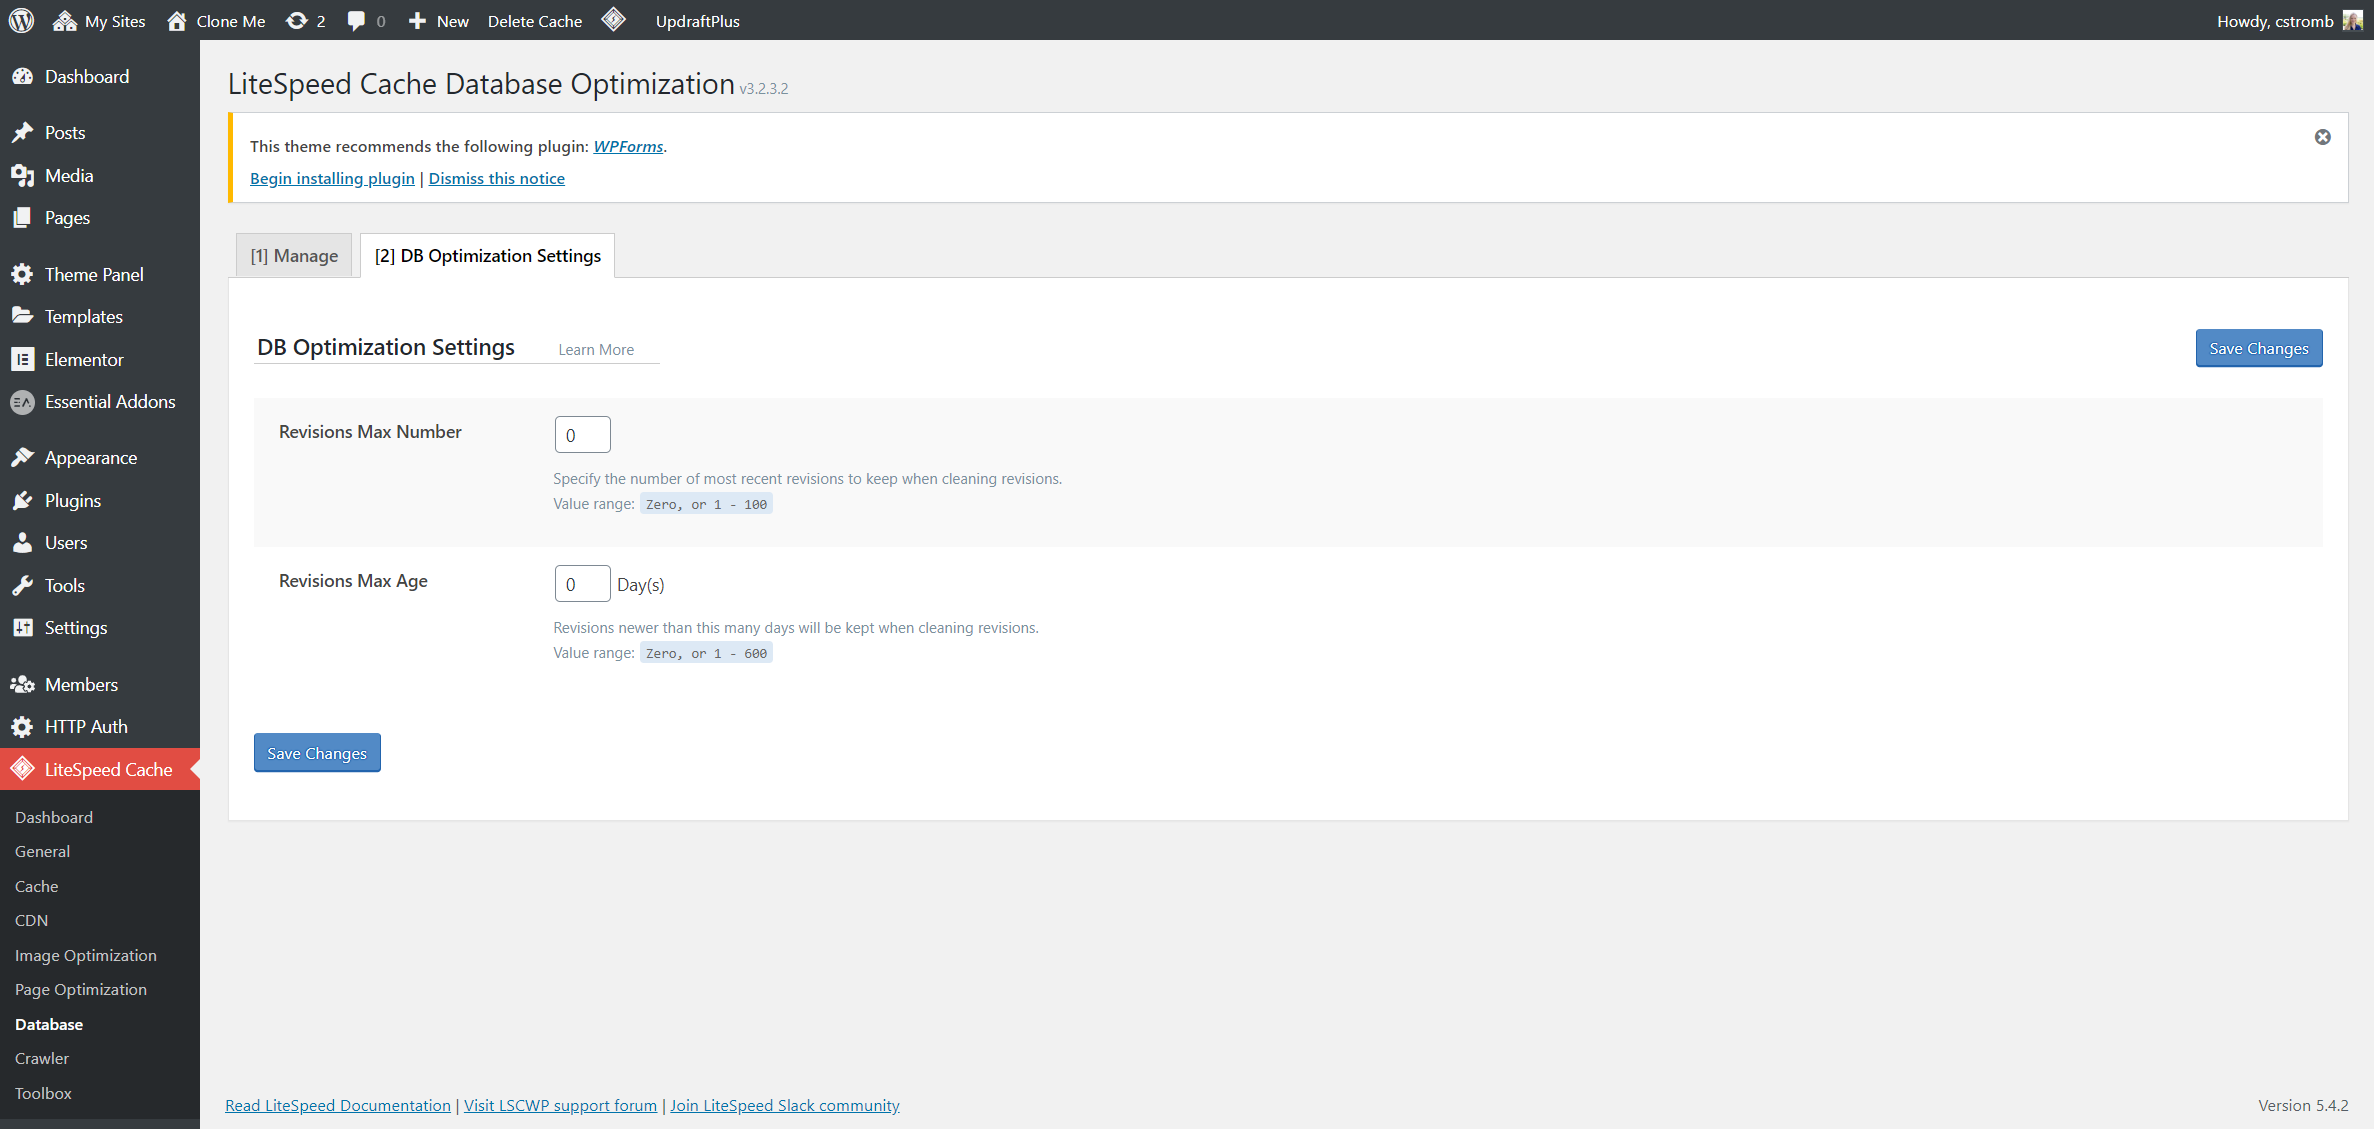 My Sites Clone Me 2 0 New Delete Cache UpdraftPlus Howdy, cstromb
Dashboard
Posts
Media
Pages
Theme Panel
Templates
Elementor
Essential Addons
Appearance
Plugins
Users
Tools
Settings
Members
HTTP Auth
LiteSpeed Cache
Dashboard
General
Cache
CDN
Image Optimization
Page Optimization
Database
Crawler
Toolbox
LiteSpeed Cache Database Optimization v3.2.3.2
This theme recommends the following plugin: WPForms.
Begin installing plugin | Dismiss this notice
[1] Manage [2] DB Optimization Settings
DB Optimization Settings Learn More Save Changes
Revisions Max Number 0
Specify the number of most recent revisions to keep when cleaning revisions.
Value range: Zero, or 1 - 100
Revisions Max Age 0 Day(s)
Revisions newer than this many days will be kept when cleaning revisions.
Value range: Zero, or 1 - 600
Save Changes
Read LiteSpeed Documentation | Visit LSCWP support forum | Join LiteSpeed Slack community Version 5.4.2